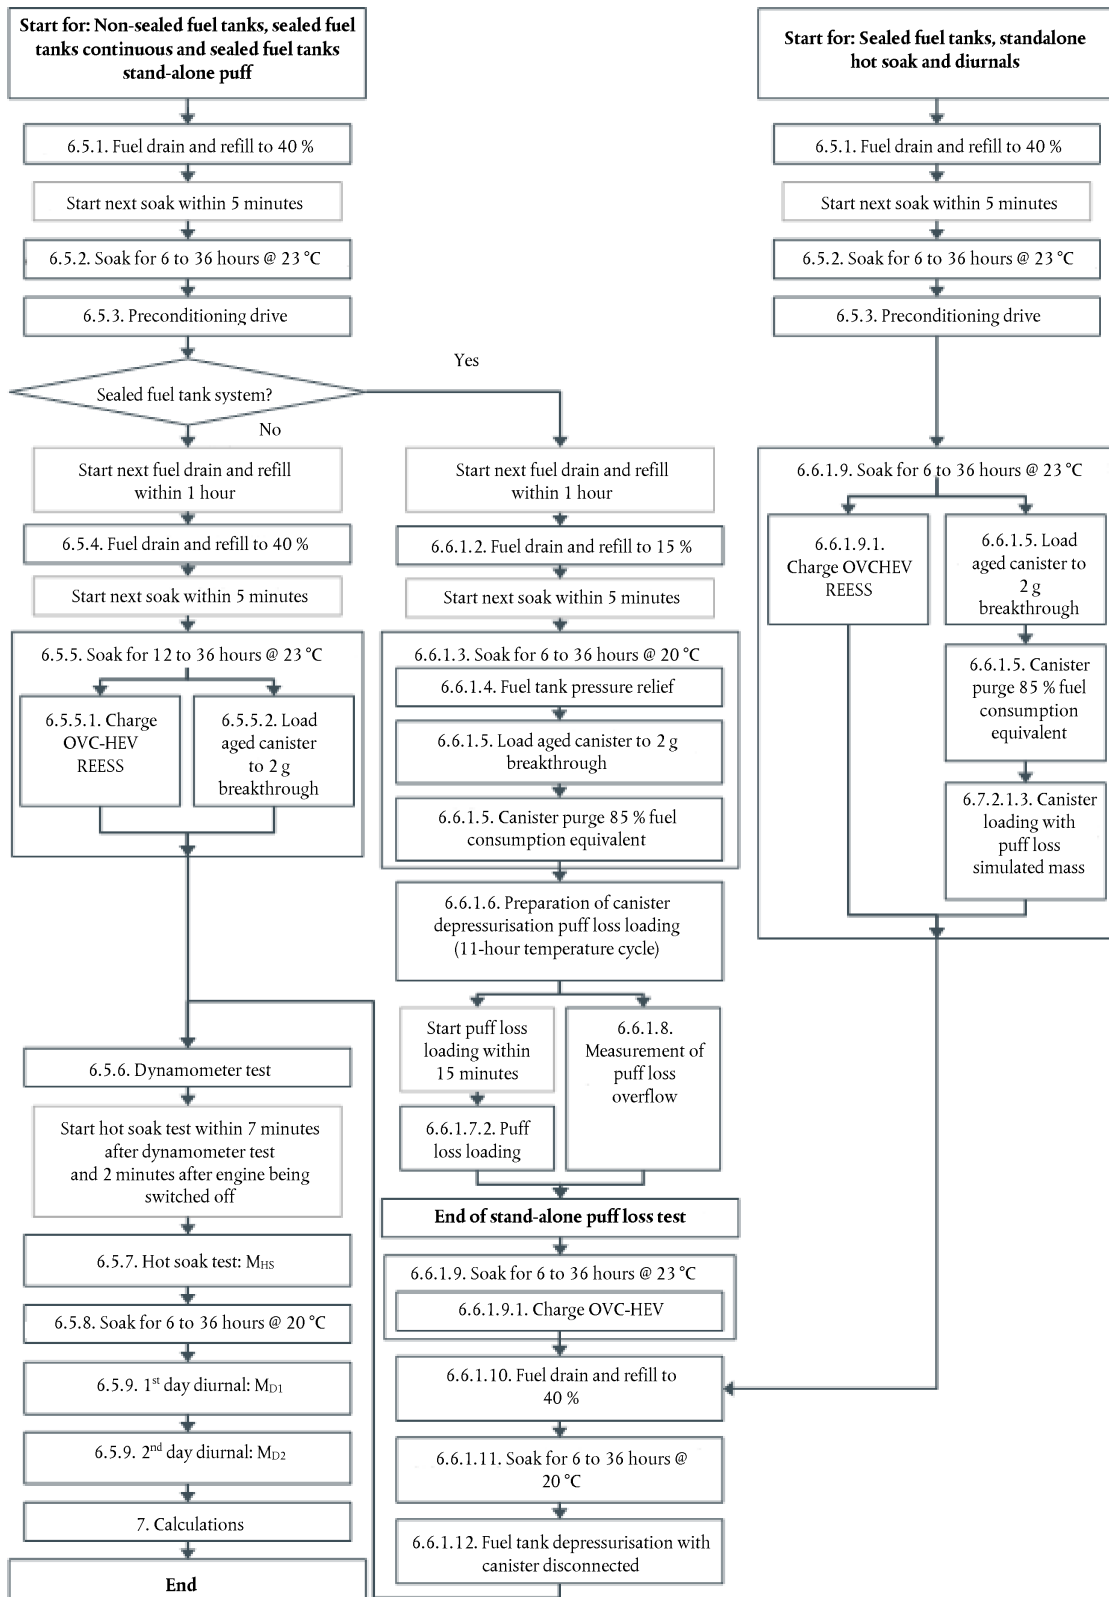 Start for: Non-sealed fuel tanks, sealed fuel
tanks continuous and sealed fuel tanks
stand-alone puff
6.5.1. Fuel drain and refill to 40 %
Start next soak within 5 minutes
6.5.2. Soak for 6 to 36 hours @ 23 °C
6.5.3. Preconditioning drive
Sealed fuel tank system?
Yes
No
Start next fuel drain and refill
within 1 hour
6.5.4. Fuel drain and refill to 40 %
Start next soak within 5 minutes
6.5.5. Soak for 12 to 36 hours @ 23 °C
6.5.5.1. Charge
OVC-HEV
REESS
6.5.5.2. Load
aged canister
to 2 g
breakthrough
6.5.6. Dynamometer test
Start hot soak test within 7 minutes
after dynamometer test
and 2 minutes after engine being
switched off
6.5.7. Hot soak test: MHS
6.5.8. Soak for 6 to 36 hours @ 20 °C
6.5.9. 1st day diurnal: MD1
6.5.9. 2nd day diurnal: MD2
7. Calculations
End
Start next fuel drain and refill
within 1 hour
6.6.1.2. Fuel drain and refill to 15 %
Start next soak within 5 minutes
6.6.1.3. Soak for 6 to 36 hours @ 20 °C
6.6.1.4. Fuel tank pressure relief
6.6.1.5. Load aged canister to 2 g
breakthrough
6.6.1.5. Canister purge 85 % fuel
consumption equivalent
6.6.1.6. Preparation of canister
depressurisation puff loss loading
(11-hour temperature cycle)
Start puff loss
loading within
15 minutes
6.6.1.7.2. Puff
loss loading
6.6.1.8.
Measurement of
puff loss
overflow
End of stand-alone puff loss test
6.6.1.9. Soak for 6 to 36 hours @ 23 °C
6.6.1.9.1. Charge OVC-HEV
6.6.1.10. Fuel drain and refill to
40 %
6.6.1.11. Soak for 6 to 36 hours @
20 °C
6.6.1.12. Fuel tank depressurisation with
canister disconnected
Start for: Sealed fuel tanks, standalone
hot soak and diurnals
6.5.1. Fuel drain and refill to 40 %
Start next soak within 5 minutes
6.5.2. Soak for 6 to 36 hours @ 23 °C
6.5.3. Preconditioning drive
6.6.1.9. Soak for 6 to 36 hours @ 23 °C
6.6.1.9.1.
Charge OVCHEV
REESS
6.6.1.5. Load
aged canister to
2 g
breakthrough
6.6.1.5. Canister
purge 85 % fuel
consumption
equivalent
6.7.2.1.3. Canister
loading with
puff loss
simulated mass